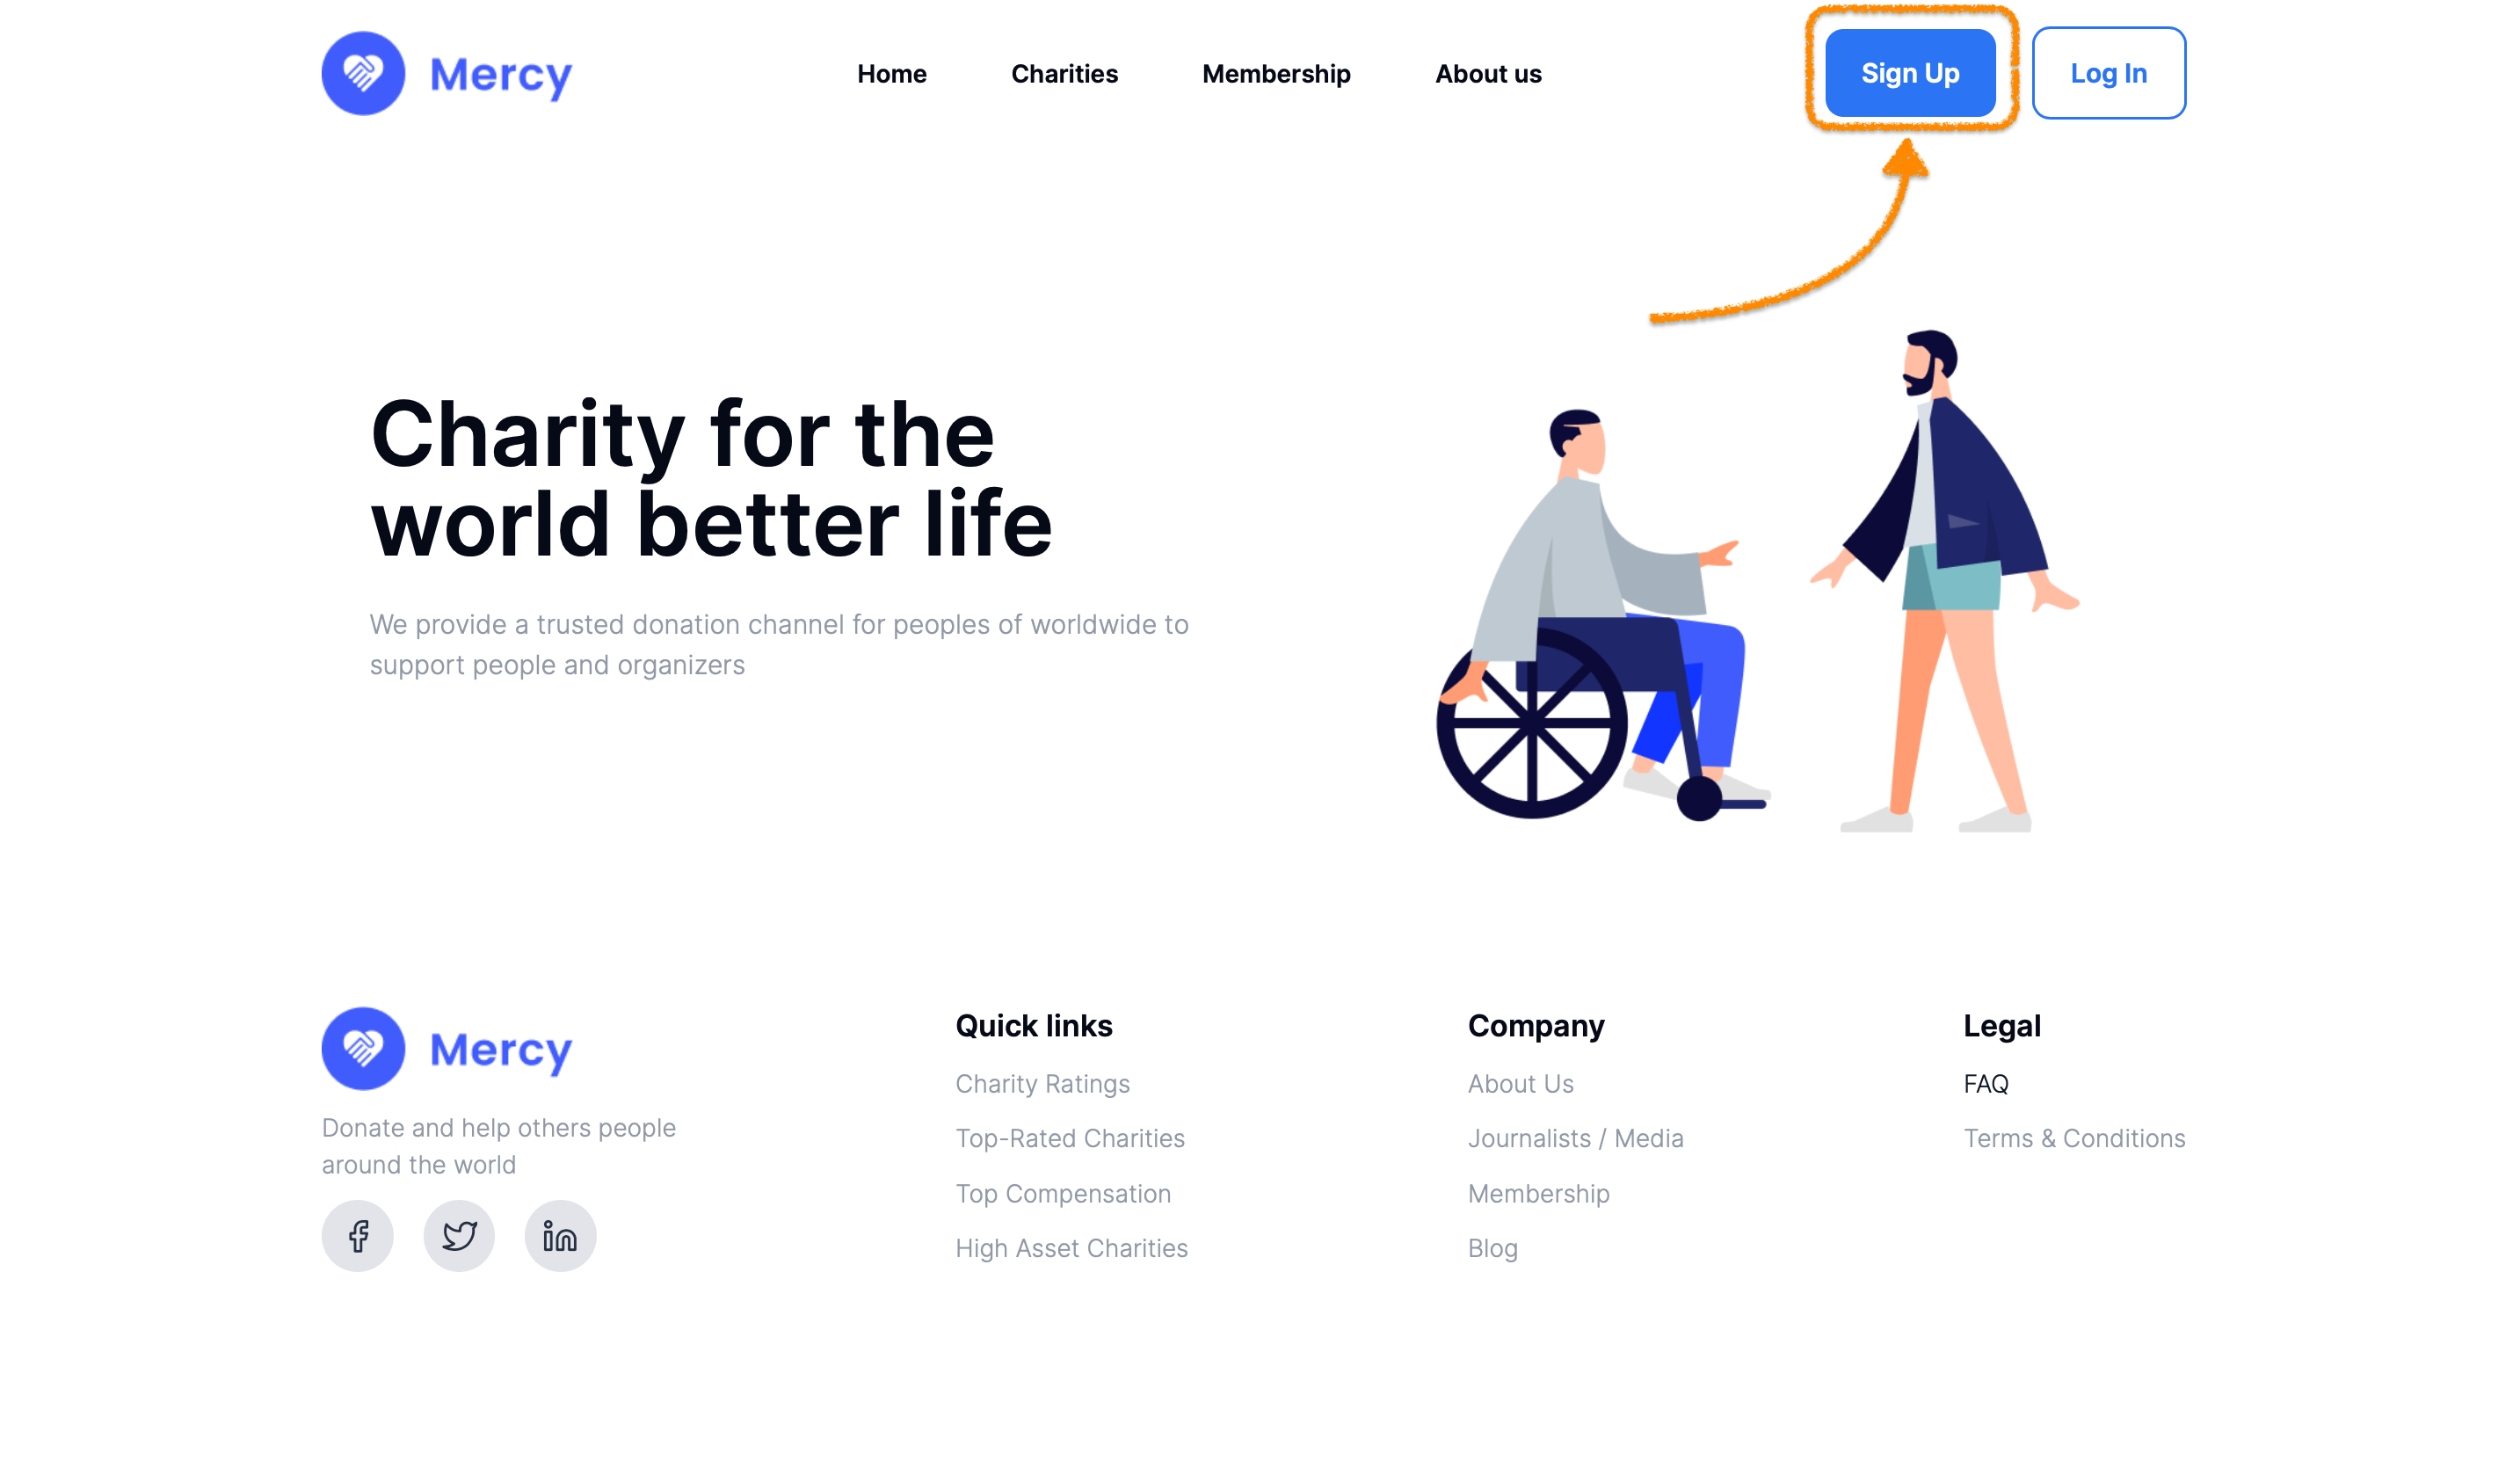 Mercy
Home
Charities
Membership
About us
Sign Up
Log In
Charity for the
world better life
We provide a trusted donation channel for peoples of worldwide to
support people and organizers
Mercy
Donate and help others people
around the world
Quick links
Charity Ratings
Top-Rated Charities
Top Compensation
High Asset Charities
Company
About Us
Journalists / Media
Membership
Blog
Legal
FAQ
Terms & Conditions